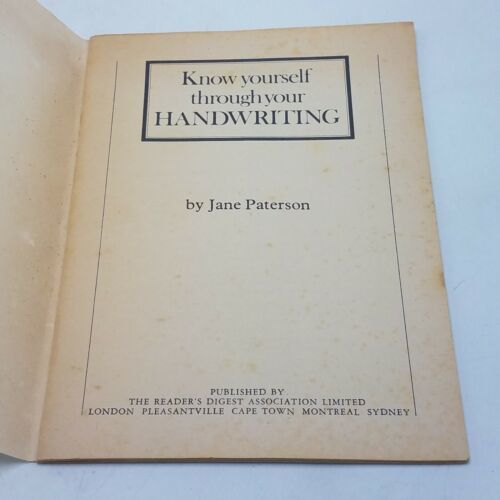 Know yourself
through your
HANDWRITING
by Jane Paterson
PUBLISHED BY
THE READER'S DIGEST ASSOCIATION LIMITED
LONDON PLEASANTVILLE CAPE TOWN MONTREAL SYDNEY